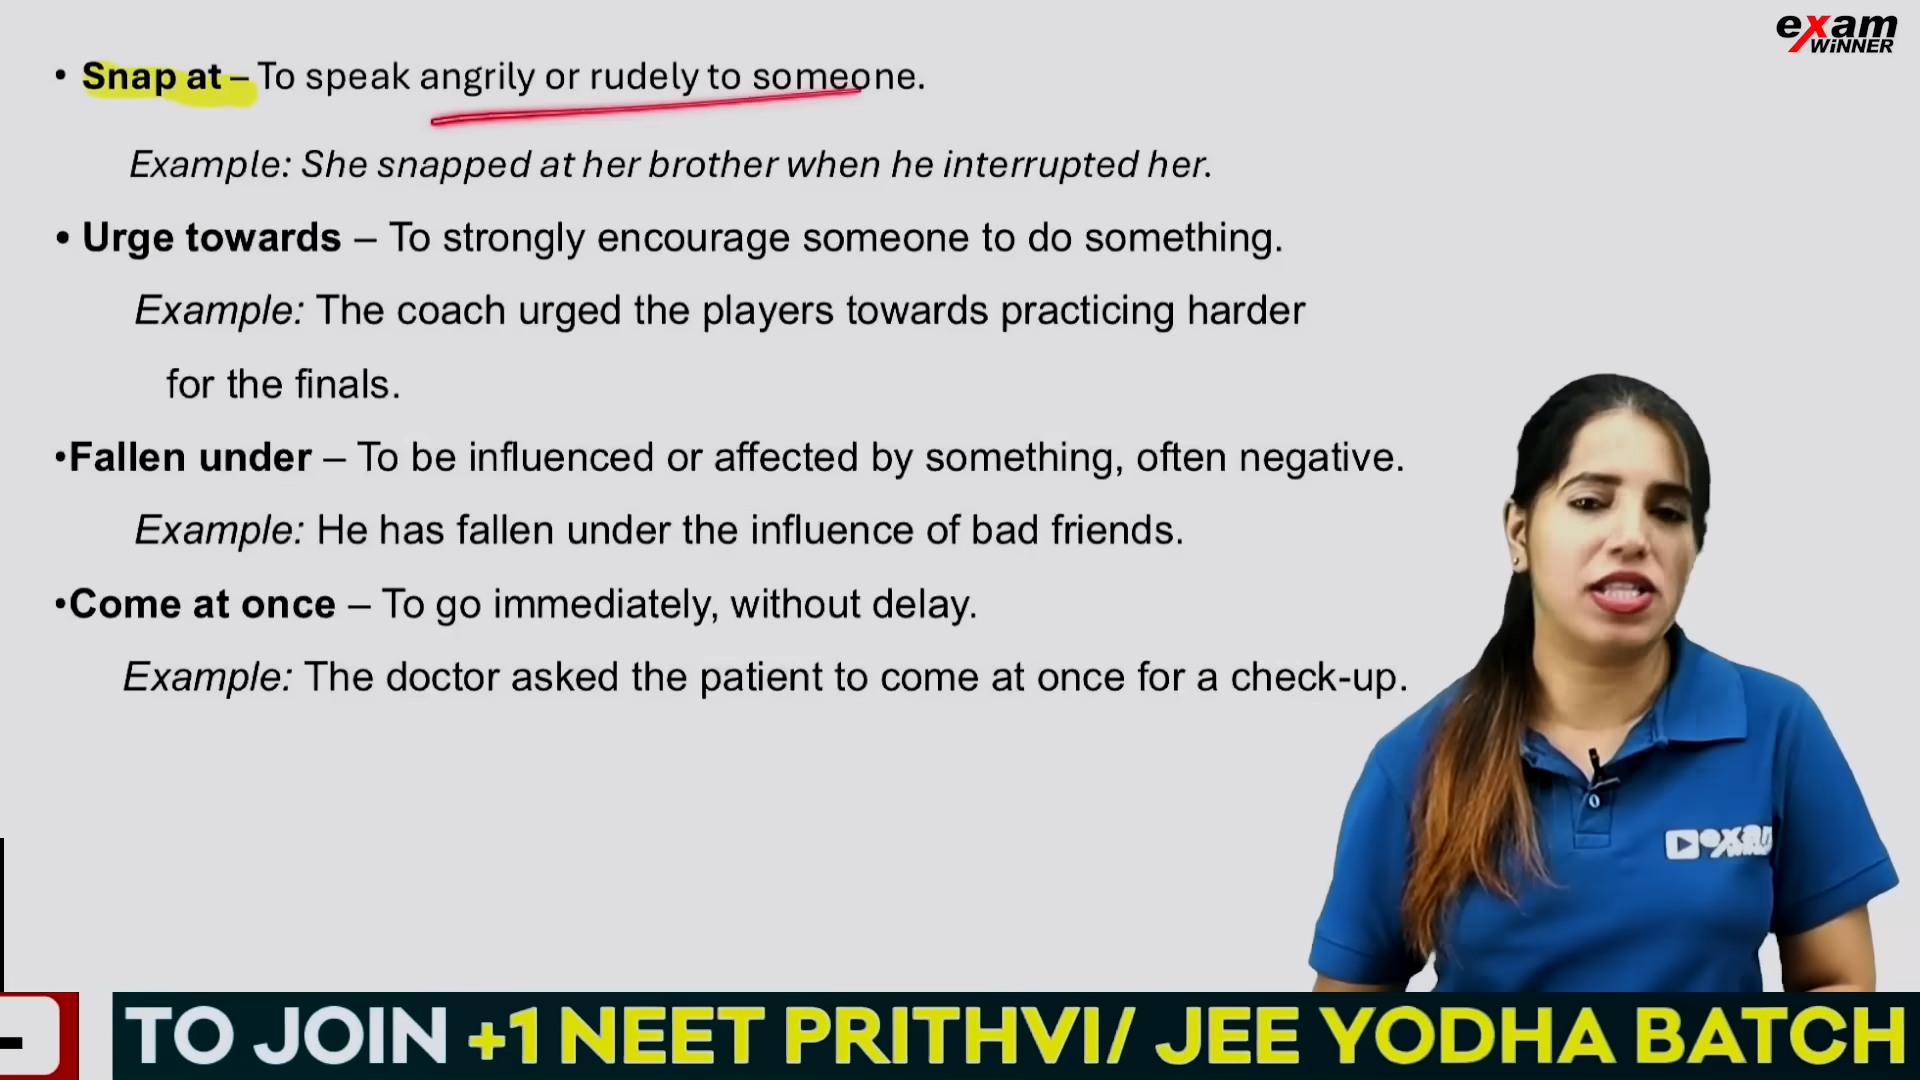 exam
WINNER
• Snap at – To speak angrily or rudely to someone.
Example: She snapped at her brother when he interrupted her.
• Urge towards – To strongly encourage someone to do something.
Example: The coach urged the players towards practicing harder
for the finals.
•Fallen under – To be influenced or affected by something, often negative.
Example: He has fallen under the influence of bad friends.
•Come at once – To go immediately, without delay.
Example: The doctor asked the patient to come at once for a check-up.
TO JOIN +1 NEET PRITHVI/ JEE YODHA BATCH